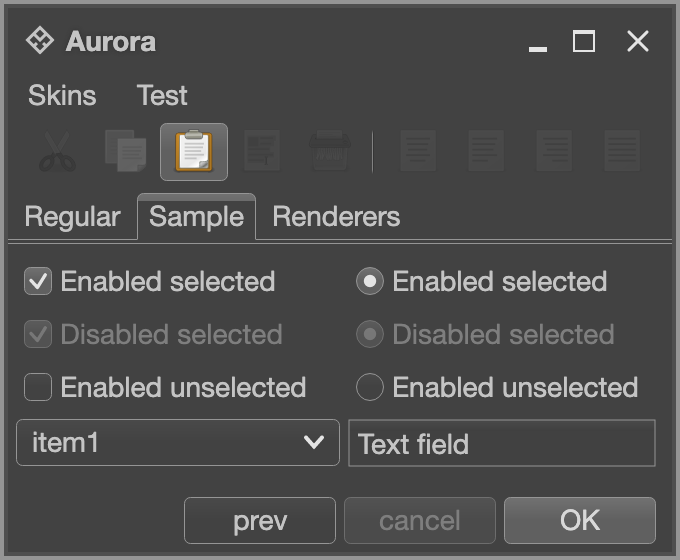 Aurora
Skins Test
Regular Sample Renderers
Enabled selected Enabled selected
Disabled selected Disabled selected
Enabled unselected Enabled unselected
item1 Text field
prev cancel OK